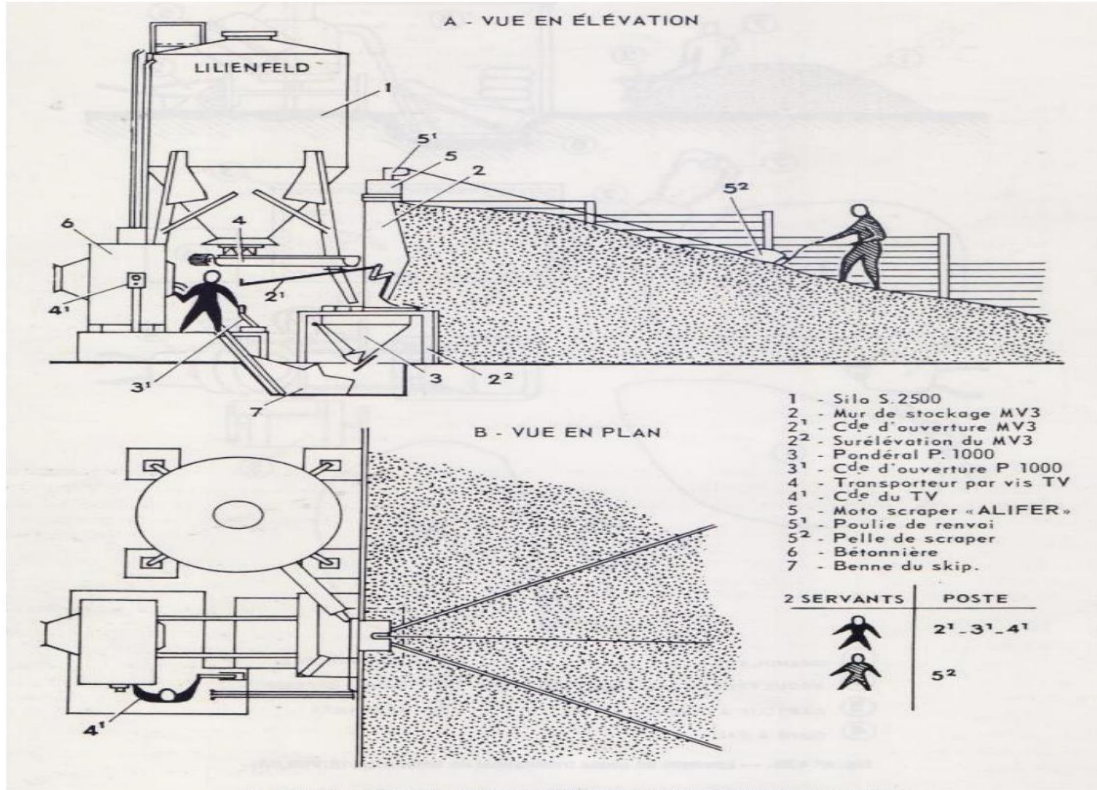 A - VUE EN ÉLÉVATION
LILIENFELD
1
5¹
5
2
5²
6
4
4¹
2¹
3¹
3
2²
7
B - VUE EN PLAN
4¹
1 - Silo S.2500
2 - Mur de stockage MV3
2¹ - Cde d'ouverture MV3
2² - Surélévation du MV3
3 - Pondéral P.1000
3¹ - Cde d'ouverture P 1000
4 - Transporteur par vis TV
4¹ - Cde du TV
5 - Moto scraper «ALIFER»
5¹ - Poulie de renvoi
5² - Pelle de scraper
6 - Bétonnière
7 - Benne du skip.
2 SERVANTS POSTE
2¹-3¹-4¹
5²